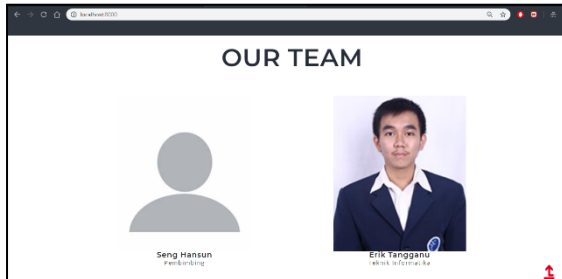 localhost:8000
OUR TEAM
Seng Hansun
Pembimbing
Erik Tangganu
Teknik Informatika